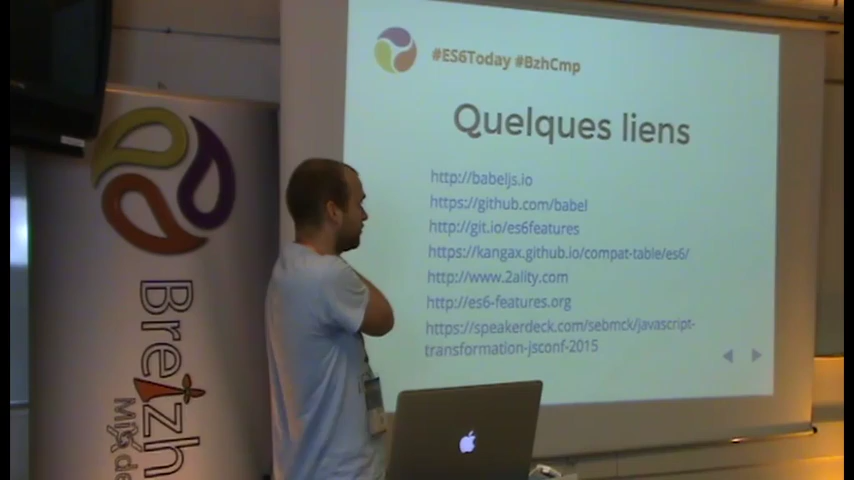 #ES6Today #BzhCmp
Quelques liens
http://babeljs.io
https://github.com/babel
http://git.io/es6features
https://kangax.github.io/compat-table/es6/
http://www.2ality.com
http://es6-features.org
https://speakerdeck.com/sebmck/javascript-
transformation-jsconf-2015
Breizh